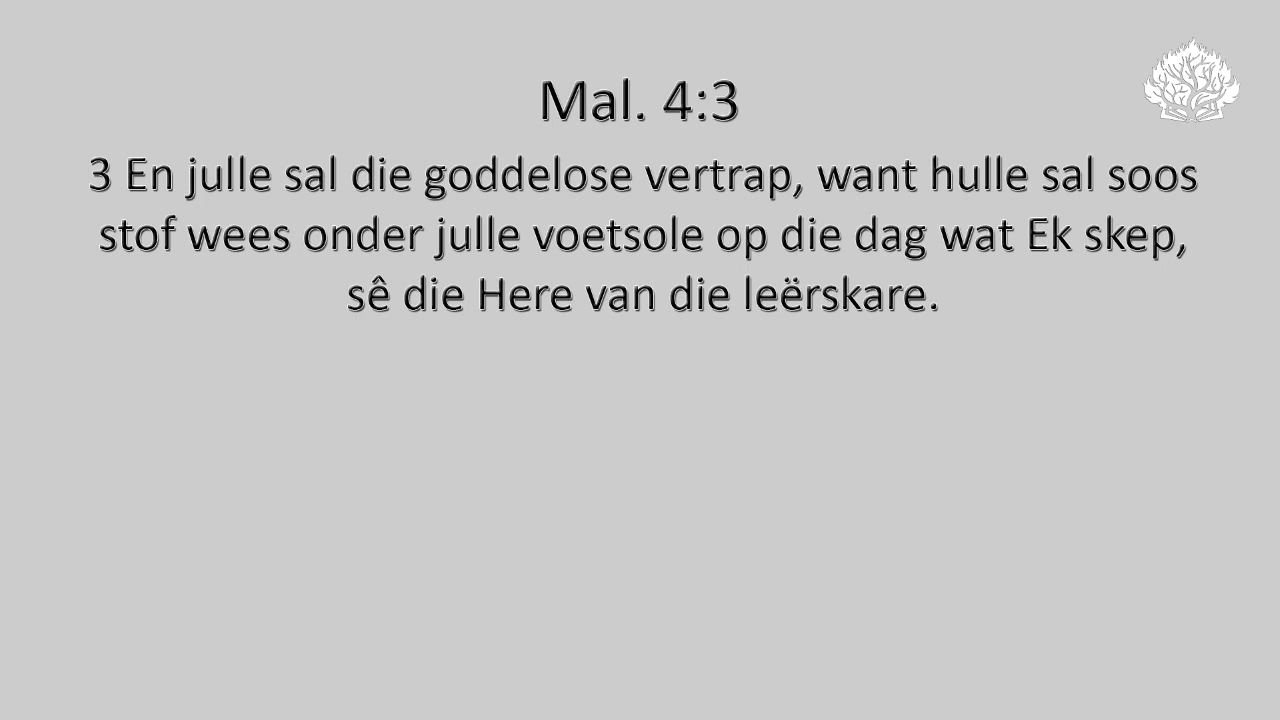 Mal. 4:3
3 En julle sal die goddelose vertrap, want hulle sal soos
stof wees onder julle voetsole op die dag wat Ek skep,
sê die Here van die leërskare.